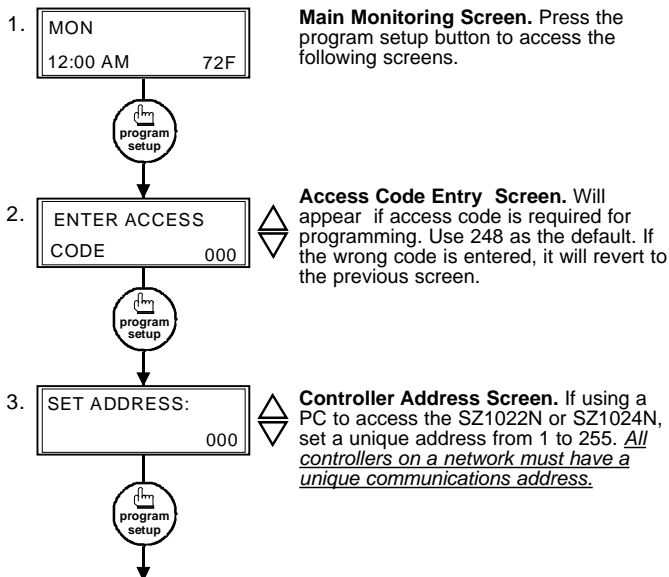 1.
MON
12:00 AM 72F
Main Monitoring Screen. Press the
program setup button to access the
following screens.
program
setup
2.
ENTER ACCESS
CODE 000
Access Code Entry Screen. Will
appear if access code is required for
programming. Use 248 as the default. If
the wrong code is entered, it will revert to
the previous screen.
program
setup
3.
SET ADDRESS:
000
Controller Address Screen. If using a
PC to access the SZ1022N or SZ1024N,
set a unique address from 1 to 255. All
controllers on a network must have a
unique communications address.
program
setup